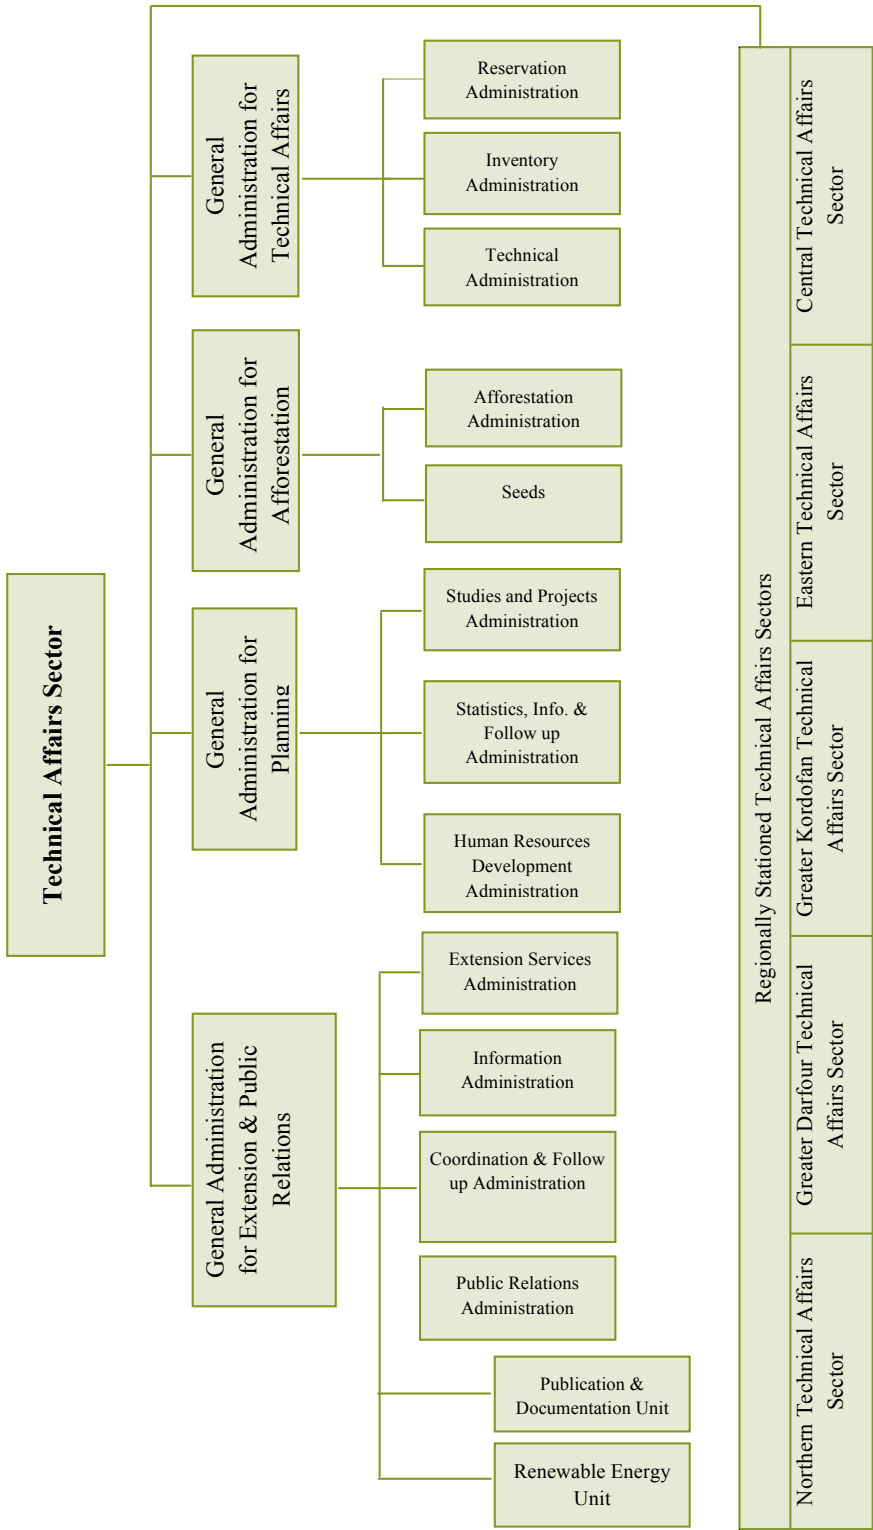 Technical Affairs Sector
General
Administration for
Technical Affairs
Reservation
Administration
Inventory
Administration
Technical
Administration
General
Administration for
Afforestation
Afforestation
Administration
Seeds
General
Administration for
Planning
Studies and Projects
Administration
Statistics, Info. &
Follow up
Administration
Human Resources
Development
Administration
General Administration
for Extension & Public
Relations
Extension Services
Administration
Information
Administration
Coordination & Follow
up Administration
Public Relations
Administration
Publication &
Documentation Unit
Renewable Energy
Unit
Regionally Stationed Technical Affairs Sectors
Northern Technical Affairs
Sector
Greater Darfour Technical
Affairs Sector
Greater Kordofan Technical
Affairs Sector
Eastern Technical Affairs
Sector
Central Technical Affairs
Sector